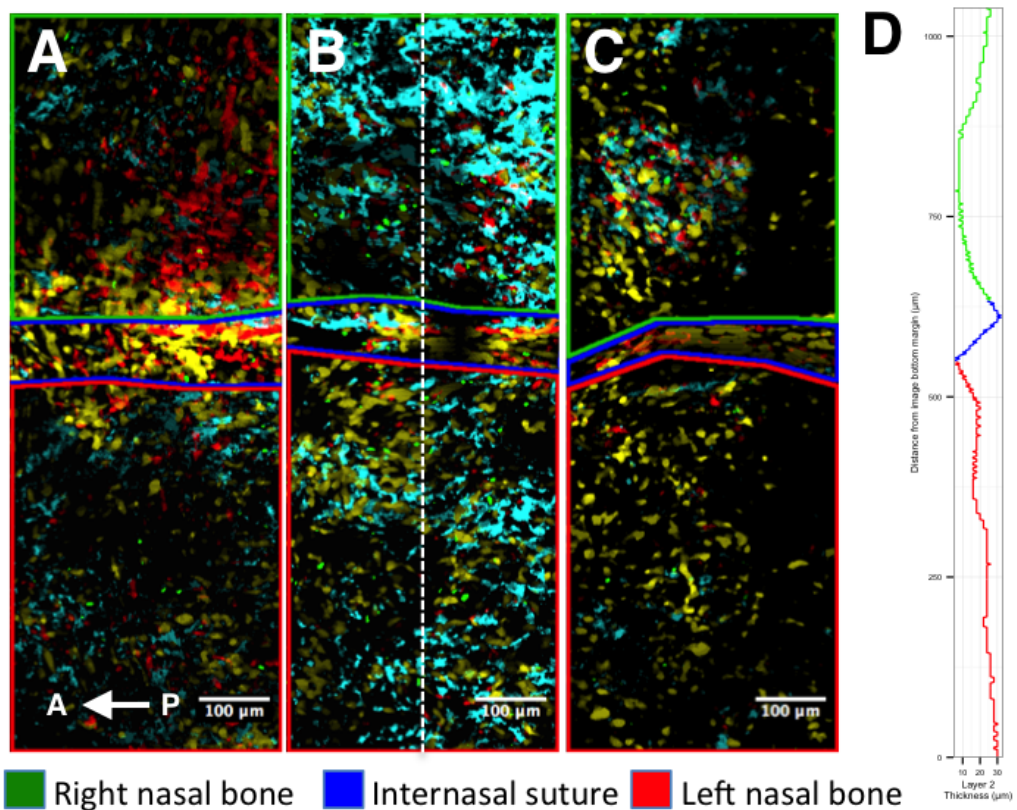 A
B
C
D
1000
750
500
250
0
Distance from image bottom margin (µm)
A P
100 µm
100 µm
100 µm
10 20 30
Layer 2
Thickness (µm)
Right nasal bone
Internasal suture
Left nasal bone